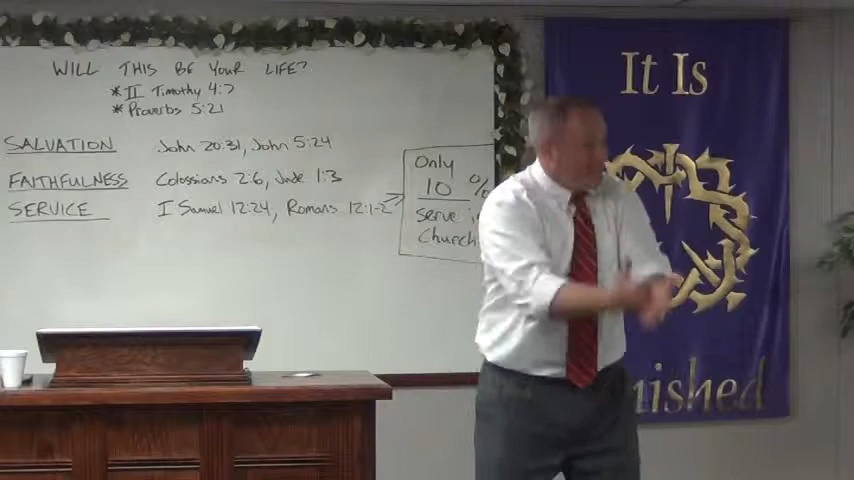 WILL THIS BE YOUR LIFE?
* II Timothy 4:7
* Proverbs 5:21
SALVATION John 20:31, John 5:24
FAITHFULNESS Colossians 2:6, Jude 1:3
SERVICE I Samuel 12:24, Romans 12:1-2
Only
10 %
serve
Church
It Is
nished